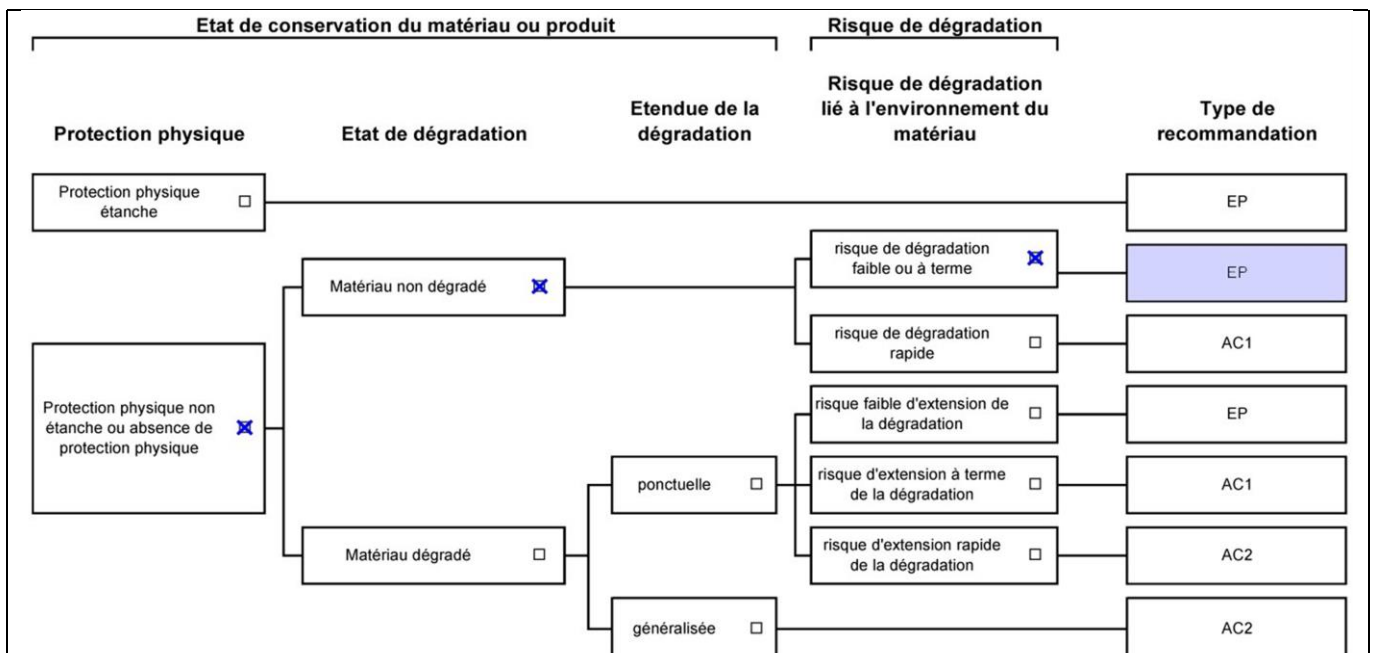 Etat de conservation du matériau ou produit
Risque de dégradation
Protection physique
Etat de dégradation
Etendue de la
dégradation
Risque de dégradation
lié à l'environnement du
matériau
Type de
recommandation
Protection physique
étanche
EP
risque de dégradation
faible ou à terme
EP
Matériau non dégradé
risque de dégradation
rapide
AC1
Protection physique non
étanche ou absence de
protection physique
risque faible d'extension de
la dégradation
EP
ponctuelle
risque d'extension à terme
de la dégradation
AC1
Matériau dégradé
risque d'extension rapide
de la dégradation
AC2
généralisée
AC2